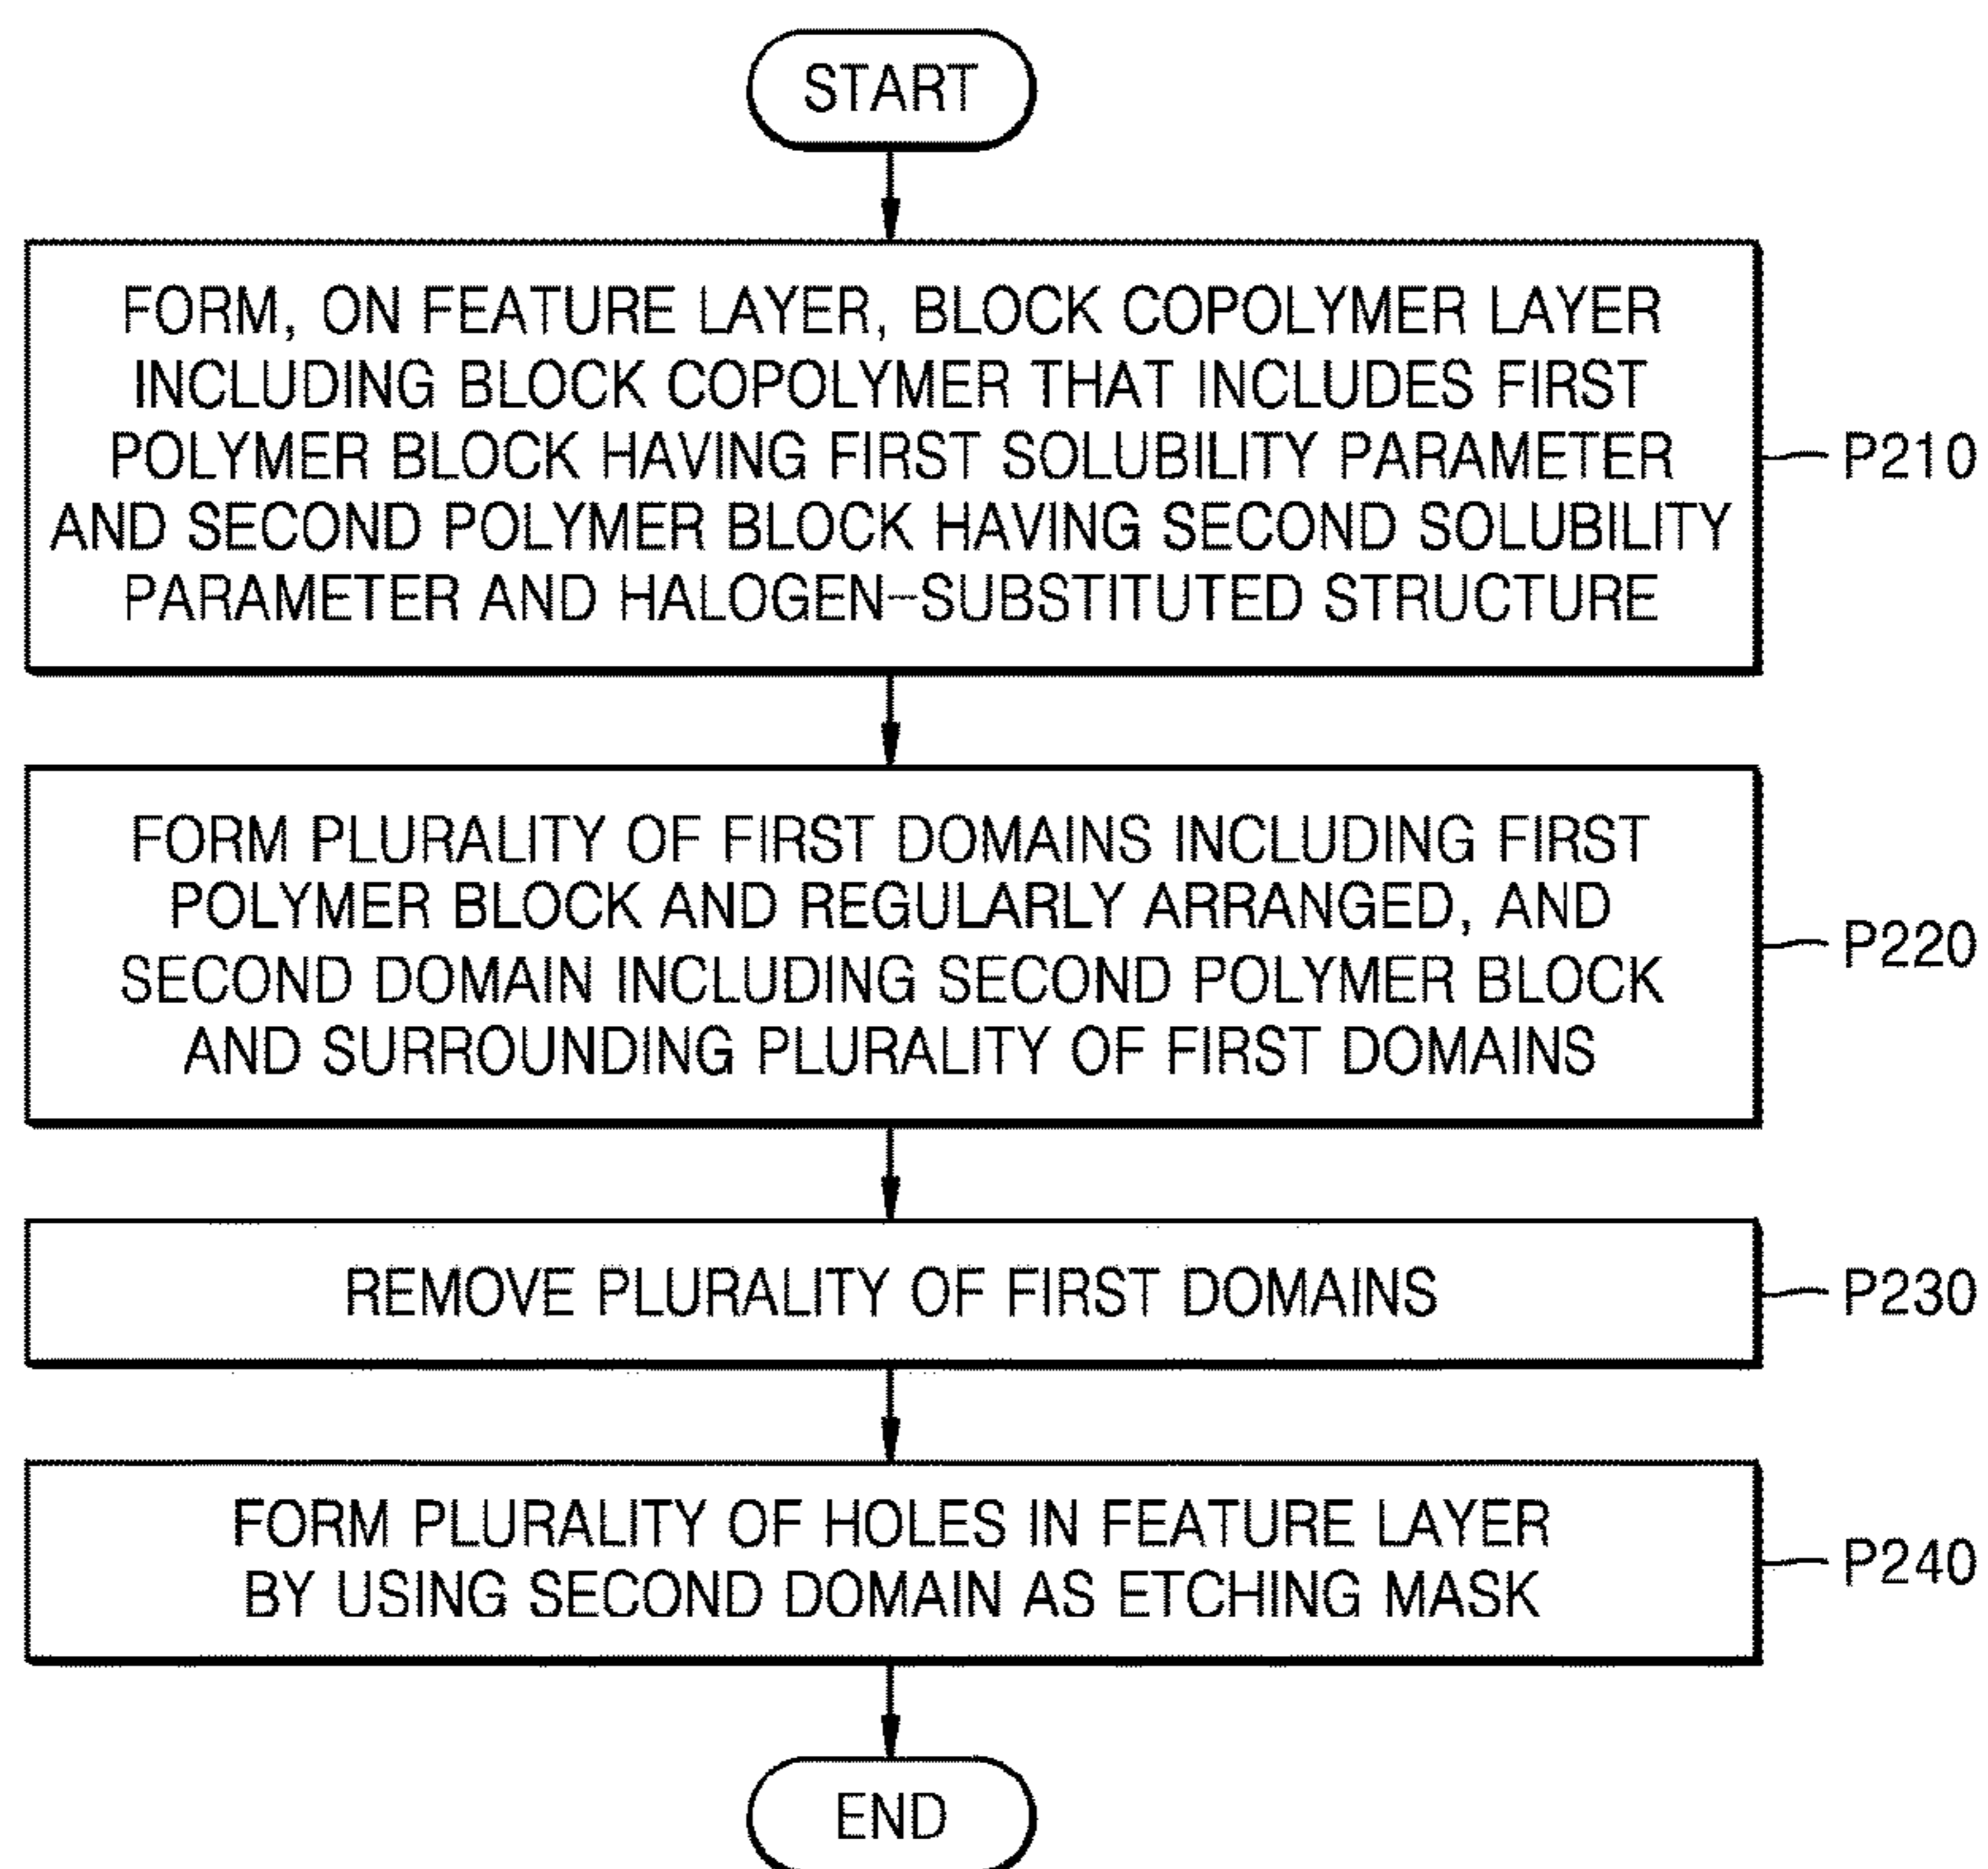 START
FORM, ON FEATURE LAYER, BLOCK COPOLYMER LAYER
INCLUDING BLOCK COPOLYMER THAT INCLUDES FIRST
POLYMER BLOCK HAVING FIRST SOLUBILITY PARAMETER
AND SECOND POLYMER BLOCK HAVING SECOND SOLUBILITY
PARAMETER AND HALOGEN-SUBSTITUTED STRUCTURE
P210
FORM PLURALITY OF FIRST DOMAINS INCLUDING FIRST
POLYMER BLOCK AND REGULARLY ARRANGED, AND
SECOND DOMAIN INCLUDING SECOND POLYMER BLOCK
AND SURROUNDING PLURALITY OF FIRST DOMAINS
P220
REMOVE PLURALITY OF FIRST DOMAINS
P230
FORM PLURALITY OF HOLES IN FEATURE LAYER
BY USING SECOND DOMAIN AS ETCHING MASK
P240
END